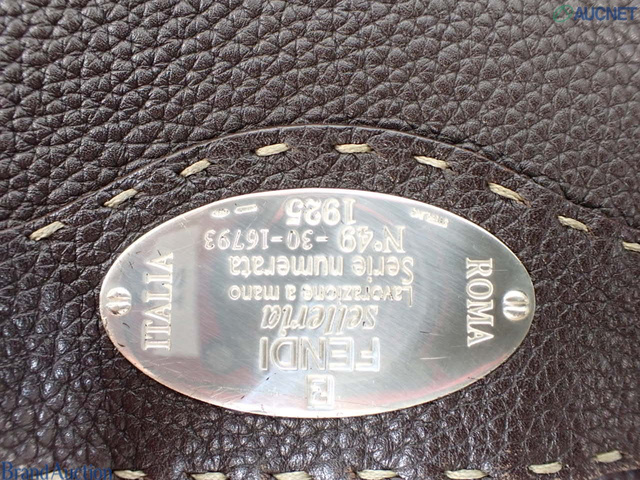 AUCNET
FENDI
selleria
Lavorazione a mano
Serie numerata
N°49-30-16793
1925
ROMA
ITALIA
BrandAuction